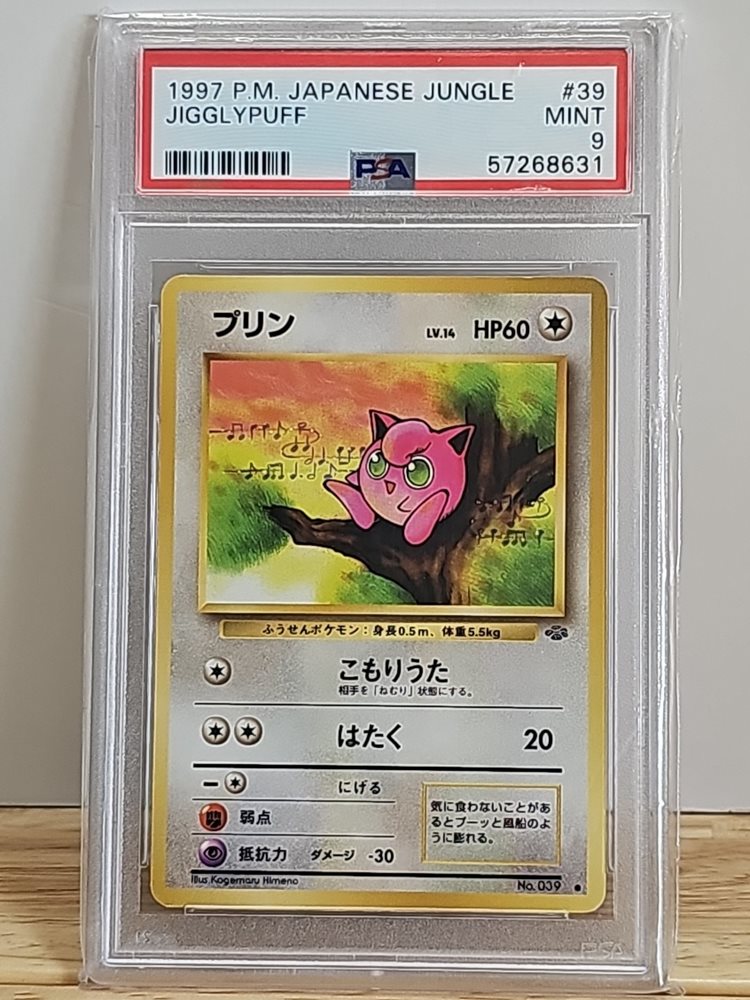 1997 P.M. JAPANESE JUNGLE #39
JIGGLYPUFF MINT
9
PSA 57268631
プリン LV.14 HP60
ふうせんポケモン：身長0.5m、体重5.5kg
こもりうた
相手を「ねむり」状態にする。
はたく 20
にげる
弱点
抵抗力 ダメージ -30
気に食わないことがあ
るとプーッと風船のよ
うに膨れる。
Illus. Kagemaru Himeno No. 039
PSA